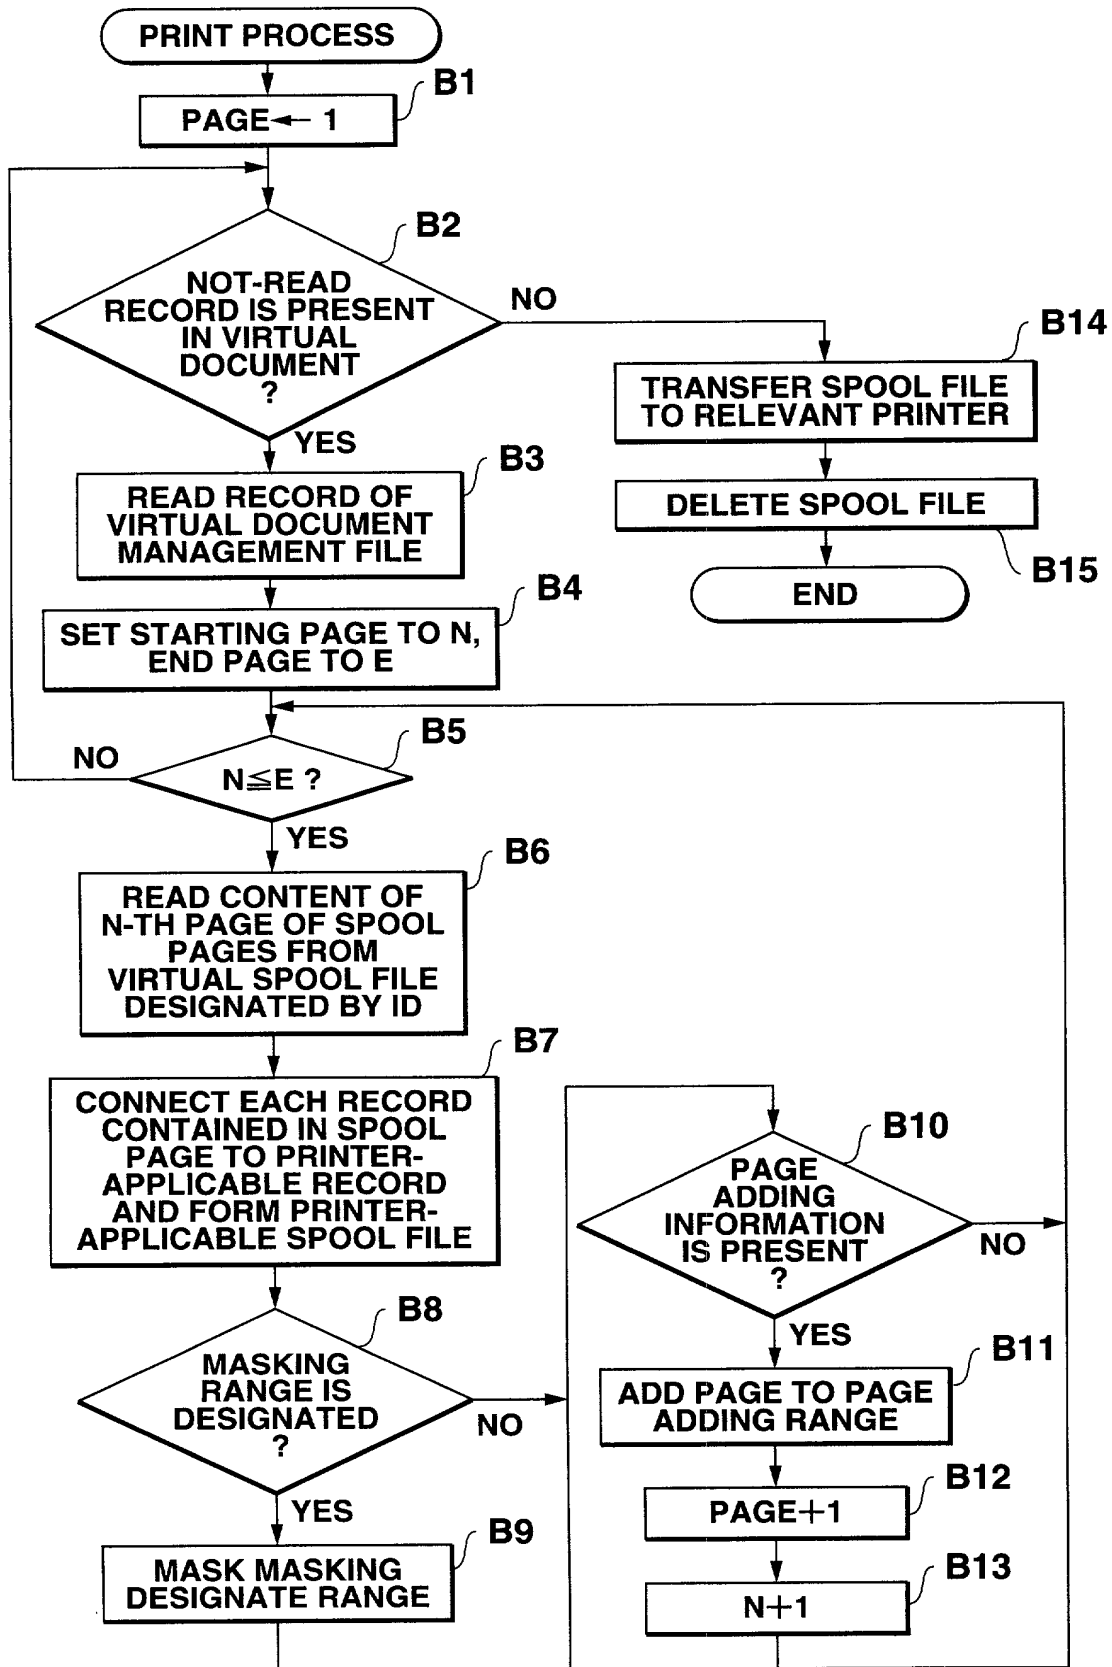 PRINT PROCESS
B1
PAGE← 1
B2
NOT-READ
RECORD IS PRESENT
IN VIRTUAL
DOCUMENT
?
NO
YES
B14
TRANSFER SPOOL FILE
TO RELEVANT PRINTER
B3
READ RECORD OF
VIRTUAL DOCUMENT
MANAGEMENT FILE
DELETE SPOOL FILE
B15
END
B4
SET STARTING PAGE TO N,
END PAGE TO E
B5
NO
N≦E ?
YES
B6
READ CONTENT OF
N-TH PAGE OF SPOOL
PAGES FROM
VIRTUAL SPOOL FILE
DESIGNATED BY ID
B7
CONNECT EACH RECORD
CONTAINED IN SPOOL
PAGE TO PRINTER-
APPLICABLE RECORD
AND FORM PRINTER-
APPLICABLE SPOOL FILE
B8
MASKING
RANGE IS
DESIGNATED
?
NO
YES
B9
MASK MASKING
DESIGNATE RANGE
B10
PAGE
ADDING
INFORMATION
IS PRESENT
?
NO
YES
B11
ADD PAGE TO PAGE
ADDING RANGE
B12
PAGE+1
B13
N+1